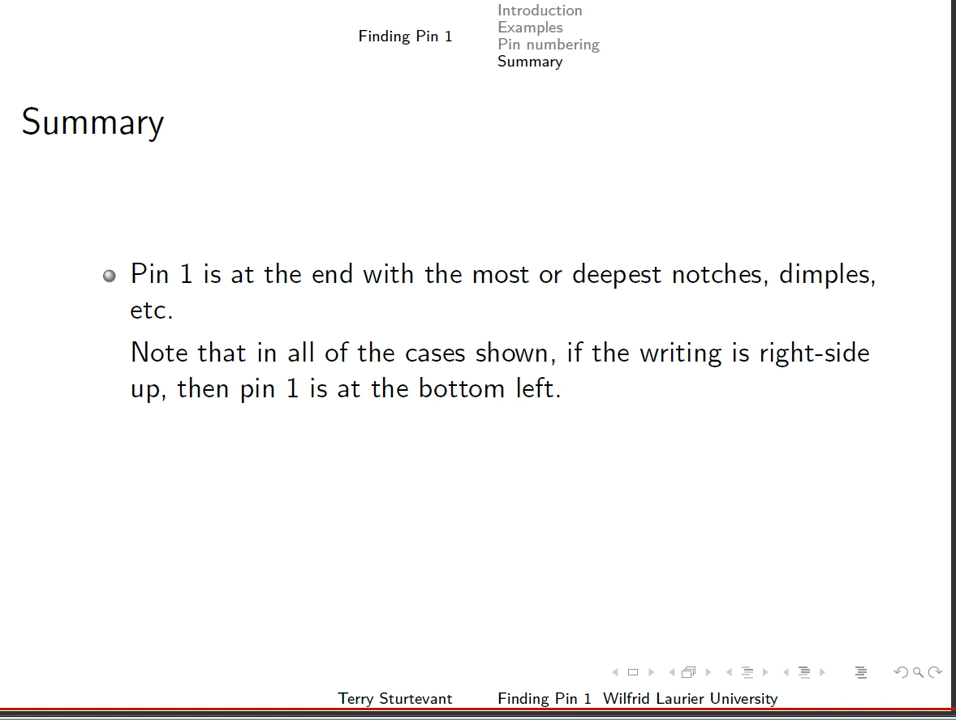 Finding Pin 1
Introduction
Examples
Pin numbering
Summary
Summary
Pin 1 is at the end with the most or deepest notches, dimples,
etc.
Note that in all of the cases shown, if the writing is right-side
up, then pin 1 is at the bottom left.
Terry Sturtevant
Finding Pin 1 Wilfrid Laurier University